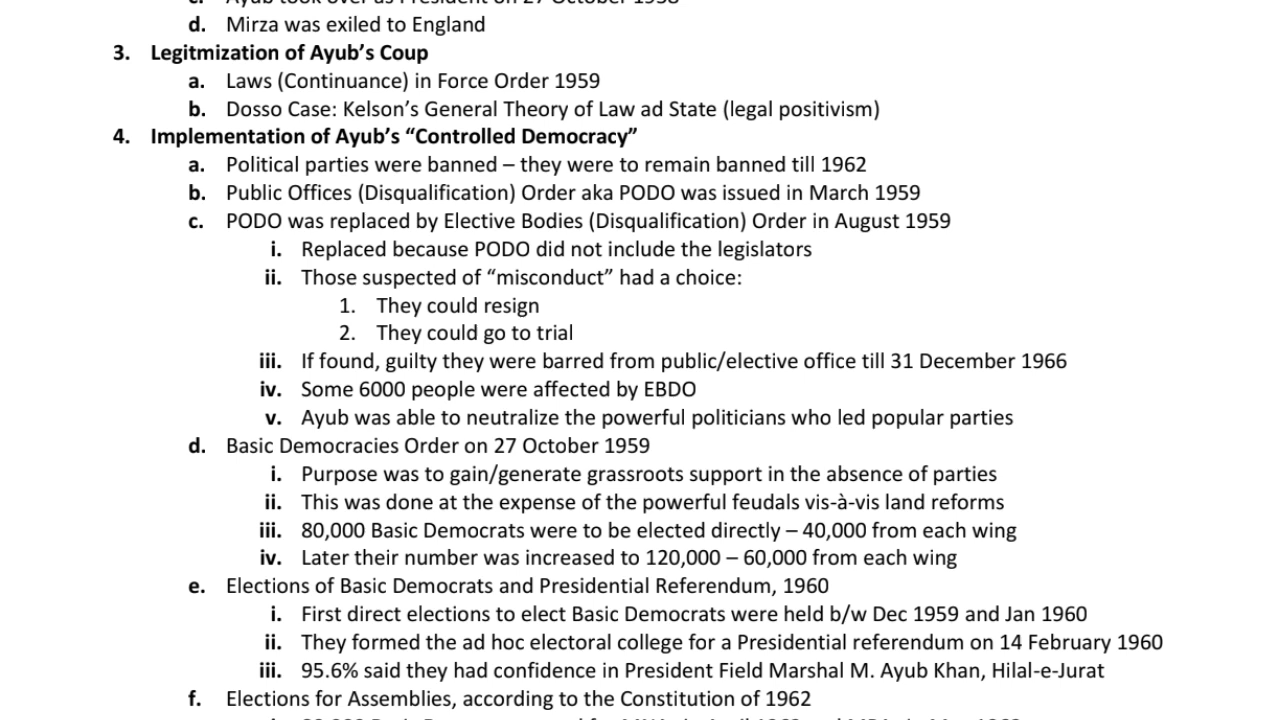 c. Ayub took over as President on 27 October 1958
d. Mirza was exiled to England
3. Legitmization of Ayub’s Coup
a. Laws (Continuance) in Force Order 1959
b. Dosso Case: Kelson’s General Theory of Law ad State (legal positivism)
4. Implementation of Ayub’s “Controlled Democracy”
a. Political parties were banned – they were to remain banned till 1962
b. Public Offices (Disqualification) Order aka PODO was issued in March 1959
c. PODO was replaced by Elective Bodies (Disqualification) Order in August 1959
i. Replaced because PODO did not include the legislators
ii. Those suspected of “misconduct” had a choice:
1. They could resign
2. They could go to trial
iii. If found, guilty they were barred from public/elective office till 31 December 1966
iv. Some 6000 people were affected by EBDO
v. Ayub was able to neutralize the powerful politicians who led popular parties
d. Basic Democracies Order on 27 October 1959
i. Purpose was to gain/generate grassroots support in the absence of parties
ii. This was done at the expense of the powerful feudals vis-à-vis land reforms
iii. 80,000 Basic Democrats were to be elected directly – 40,000 from each wing
iv. Later their number was increased to 120,000 – 60,000 from each wing
e. Elections of Basic Democrats and Presidential Referendum, 1960
i. First direct elections to elect Basic Democrats were held b/w Dec 1959 and Jan 1960
ii. They formed the ad hoc electoral college for a Presidential referendum on 14 February 1960
iii. 95.6% said they had confidence in President Field Marshal M. Ayub Khan, Hilal-e-Jurat
f. Elections for Assemblies, according to the Constitution of 1962